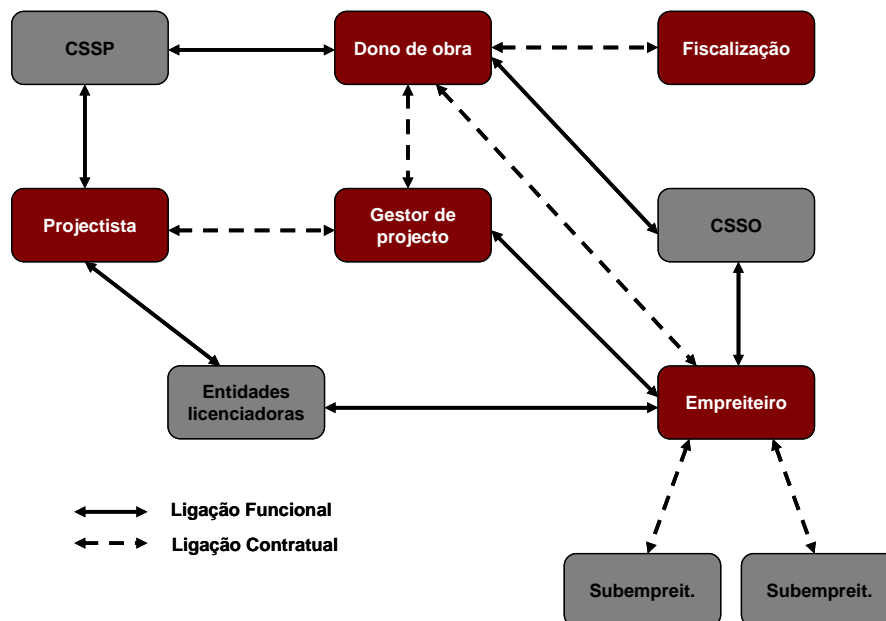 CSSP
Dono de obra
Fiscalização
Projectista
Gestor de
projecto
CSSO
Entidades
licenciadoras
Empreiteiro
Ligação Funcional
Ligação Contratual
Subempreit.
Subempreit.